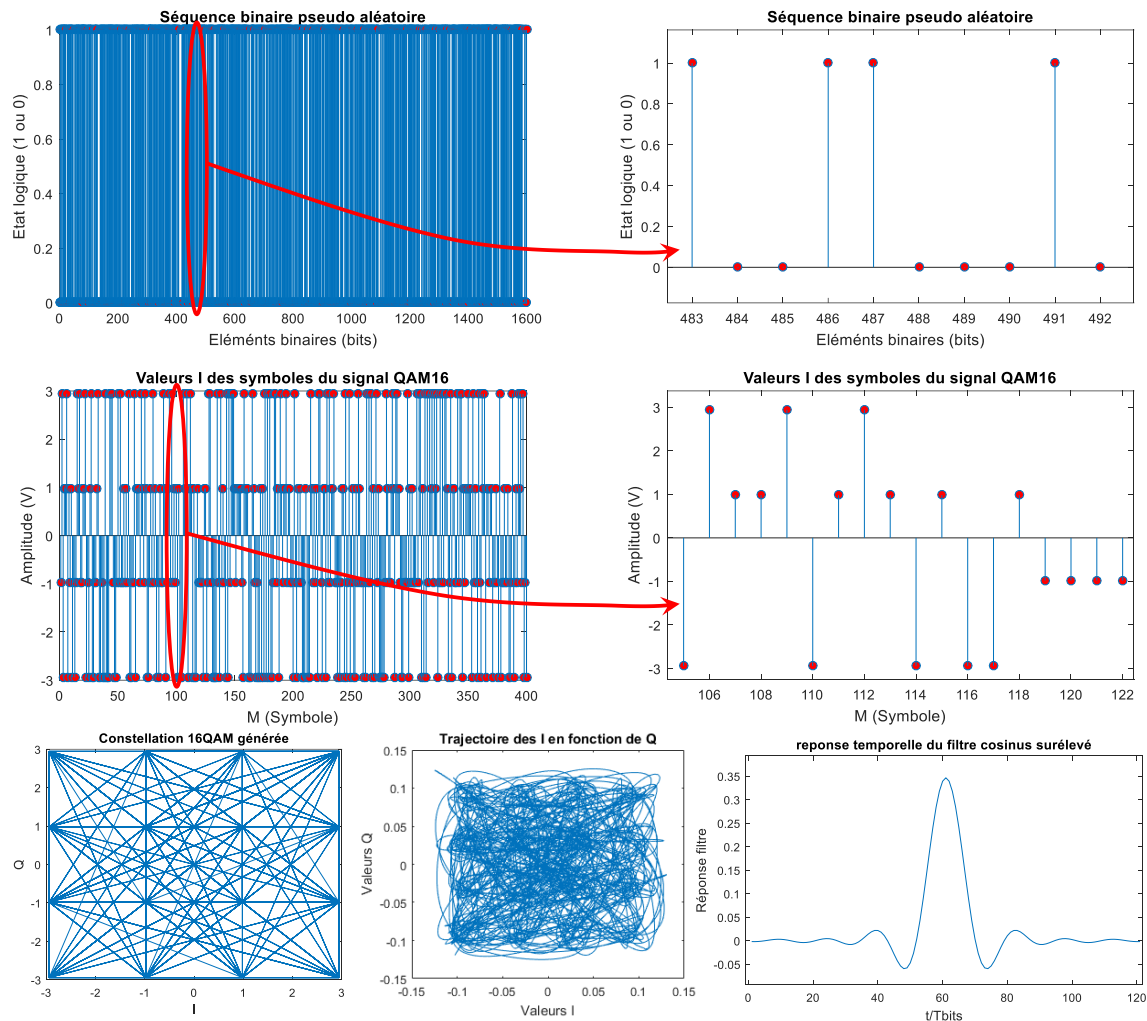 Séquence binaire pseudo aléatoire
Etat logique (1 ou 0)
1
0.8
0.6
0.4
0.2
0
0 200 400 600 800 1000 1200 1400 1600
Eléménts binaires (bits)
Séquence binaire pseudo aléatoire
Etat logique (1 ou 0)
1
0.8
0.6
0.4
0.2
0
483 484 485 486 487 488 489 490 491 492
Eléménts binaires (bits)
Valeurs I des symboles du signal QAM16
Amplitude (V)
3
2
1
0
-1
-2
-3
0 50 100 150 200 250 300 350 400
M (Symbole)
Valeurs I des symboles du signal QAM16
Amplitude (V)
3
2
1
0
-1
-2
-3
106 108 110 112 114 116 118 120 122
M (Symbole)
Constellation 16QAM générée
Q
3
2
1
0
-1
-2
-3
-3 -2 -1 0 1 2 3
I
Trajectoire des I en fonction de Q
Valeurs Q
0.15
0.1
0.05
0
-0.05
-0.1
-0.15
-0.15 -0.1 -0.05 0 0.05 0.1 0.15
Valeurs I
reponse temporelle du filtre cosinus surélevé
Réponse filtre
0.35
0.3
0.25
0.2
0.15
0.1
0.05
0
-0.05
0 20 40 60 80 100 120
t/Tbits